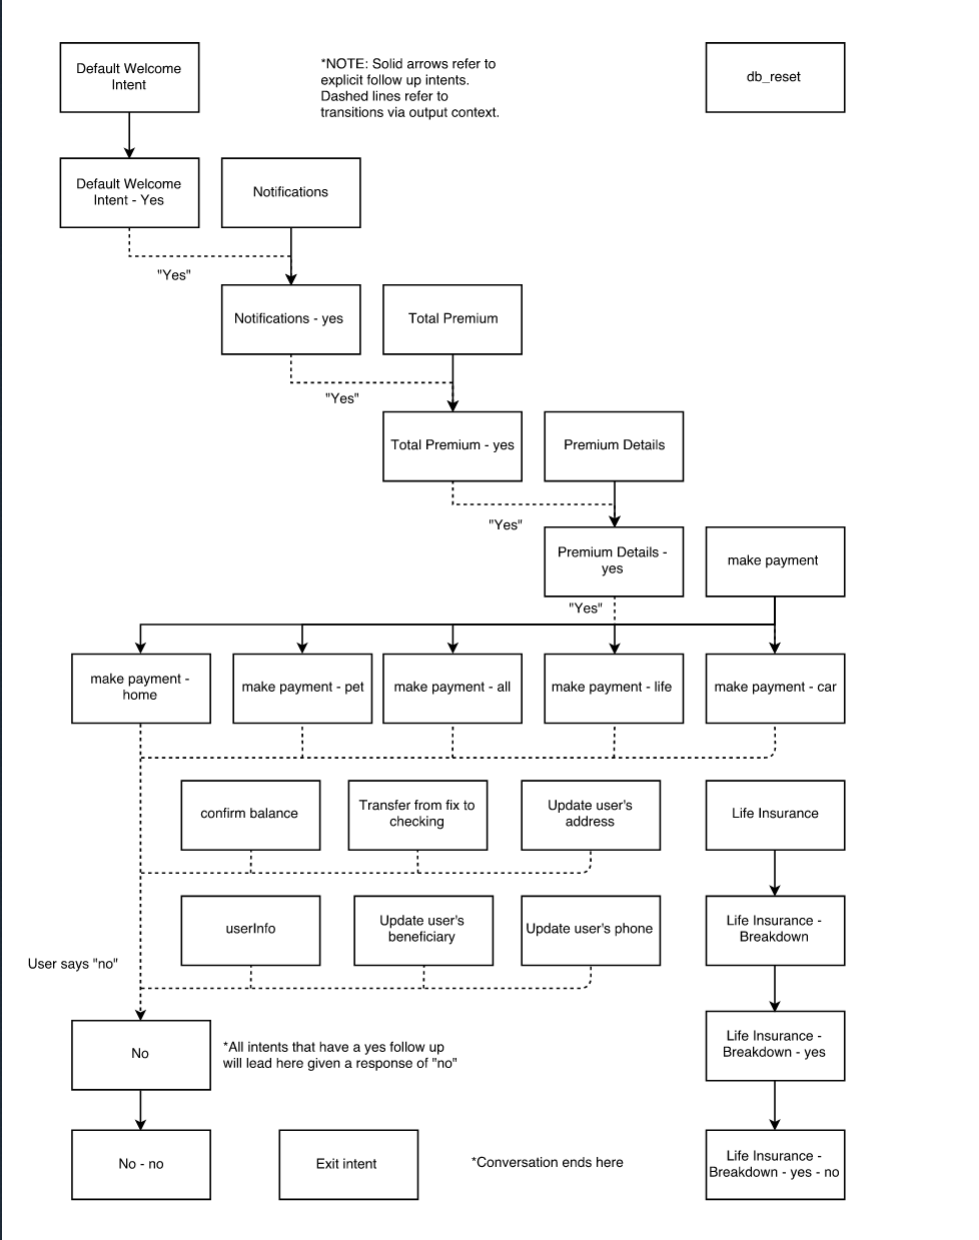 Default Welcome
Intent
*NOTE: Solid arrows refer to
explicit follow up intents.
Dashed lines refer to
transitions via output context.
db_reset
Default Welcome
Intent - Yes
Notifications
"Yes"
Notifications - yes
Total Premium
"Yes"
Total Premium - yes
Premium Details
"Yes"
Premium Details -
yes
make payment
"Yes"
make payment -
home
make payment - pet
make payment - all
make payment - life
make payment - car
confirm balance
Transfer from fix to
checking
Update user's
address
Life Insurance
userInfo
Update user's
beneficiary
Update user's phone
Life Insurance -
Breakdown
User says "no"
No
*All intents that have a yes follow up
will lead here given a response of "no"
Life Insurance -
Breakdown - yes
No - no
Exit intent
*Conversation ends here
Life Insurance -
Breakdown - yes - no